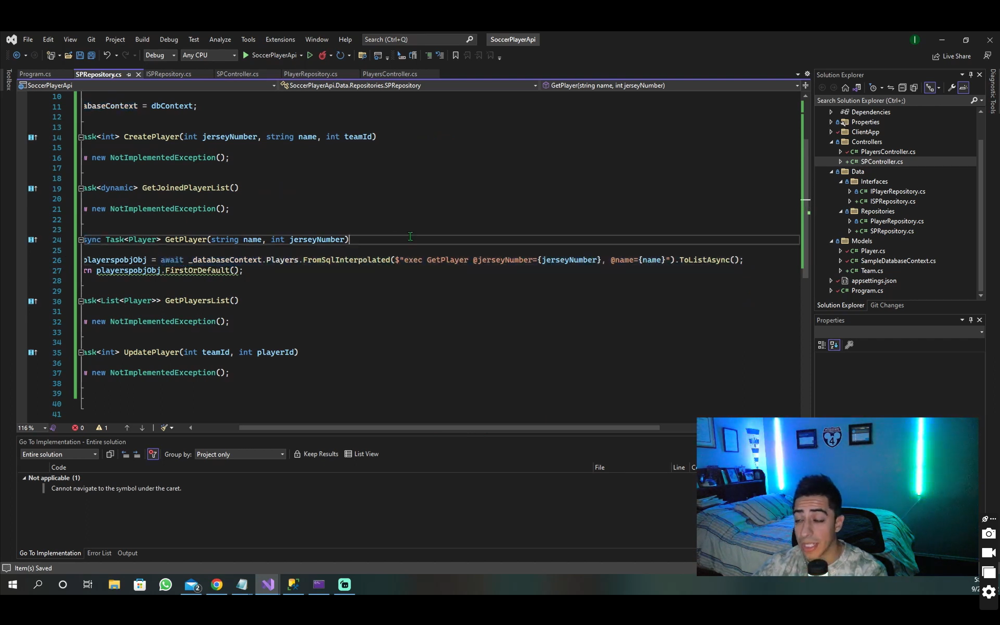 File Edit View Git Project Build Debug Test Analyze Tools Extensions Window Help Search (Ctrl+Q) SoccerPlayerApi
Debug Any CPU SoccerPlayerApi Live Share
Toolbox
Program.cs SPRepository.cs ISPRepository.cs SPController.cs PlayerRepository.cs PlayersController.cs
SoccerPlayerApi SoccerPlayerApi.Data.Repositories.SPRepository GetPlayer(string name, int jerseyNumber)
10
11 abaseContext = dbContext;
12
13
14 ask<int> CreatePlayer(int jerseyNumber, string name, int teamId)
15
16 w new NotImplementedException();
17
18
19 ask<dynamic> GetJoinedPlayerList()
20
21 w new NotImplementedException();
22
23
24 sync Task<Player> GetPlayer(string name, int jerseyNumber)
25
26 playerspobjObj = await _databaseContext.Players.FromSqlInterpolated($"exec GetPlayer @jerseyNumber={jerseyNumber}, @name={name}").ToListAsync();
27 rn playerspobjObj.FirstOrDefault();
28
29
30 ask<List<Player>> GetPlayersList()
31
32 w new NotImplementedException();
33
34
35 ask<int> UpdatePlayer(int teamId, int playerId)
36
37 w new NotImplementedException();
38
39
40
41
116 % 0 1
Solution Explorer
Search Solution Explorer (Ctrl+;)
Dependencies
Properties
ClientApp
Controllers
C# PlayersController.cs
+ C# SPController.cs
Data
Interfaces
C# IPlayerRepository.cs
+ C# ISPRepository.cs
Repositories
C# PlayerRepository.cs
+ C# SPRepository.cs
Models
C# Player.cs
C# SampleDatabaseContext.cs
+ C# Team.cs
appsettings.json
C# Program.cs
Solution Explorer Git Changes
Properties
Diagnostic Tools
Go To Implementation - Entire solution
Entire solution Group by: Project only Keep Results List View
Code File Line
Not applicable (1)
Cannot navigate to the symbol under the caret.
Go To Implementation Error List Output
Item(s) Saved
INTERSTATE
4
2
5:
9/2